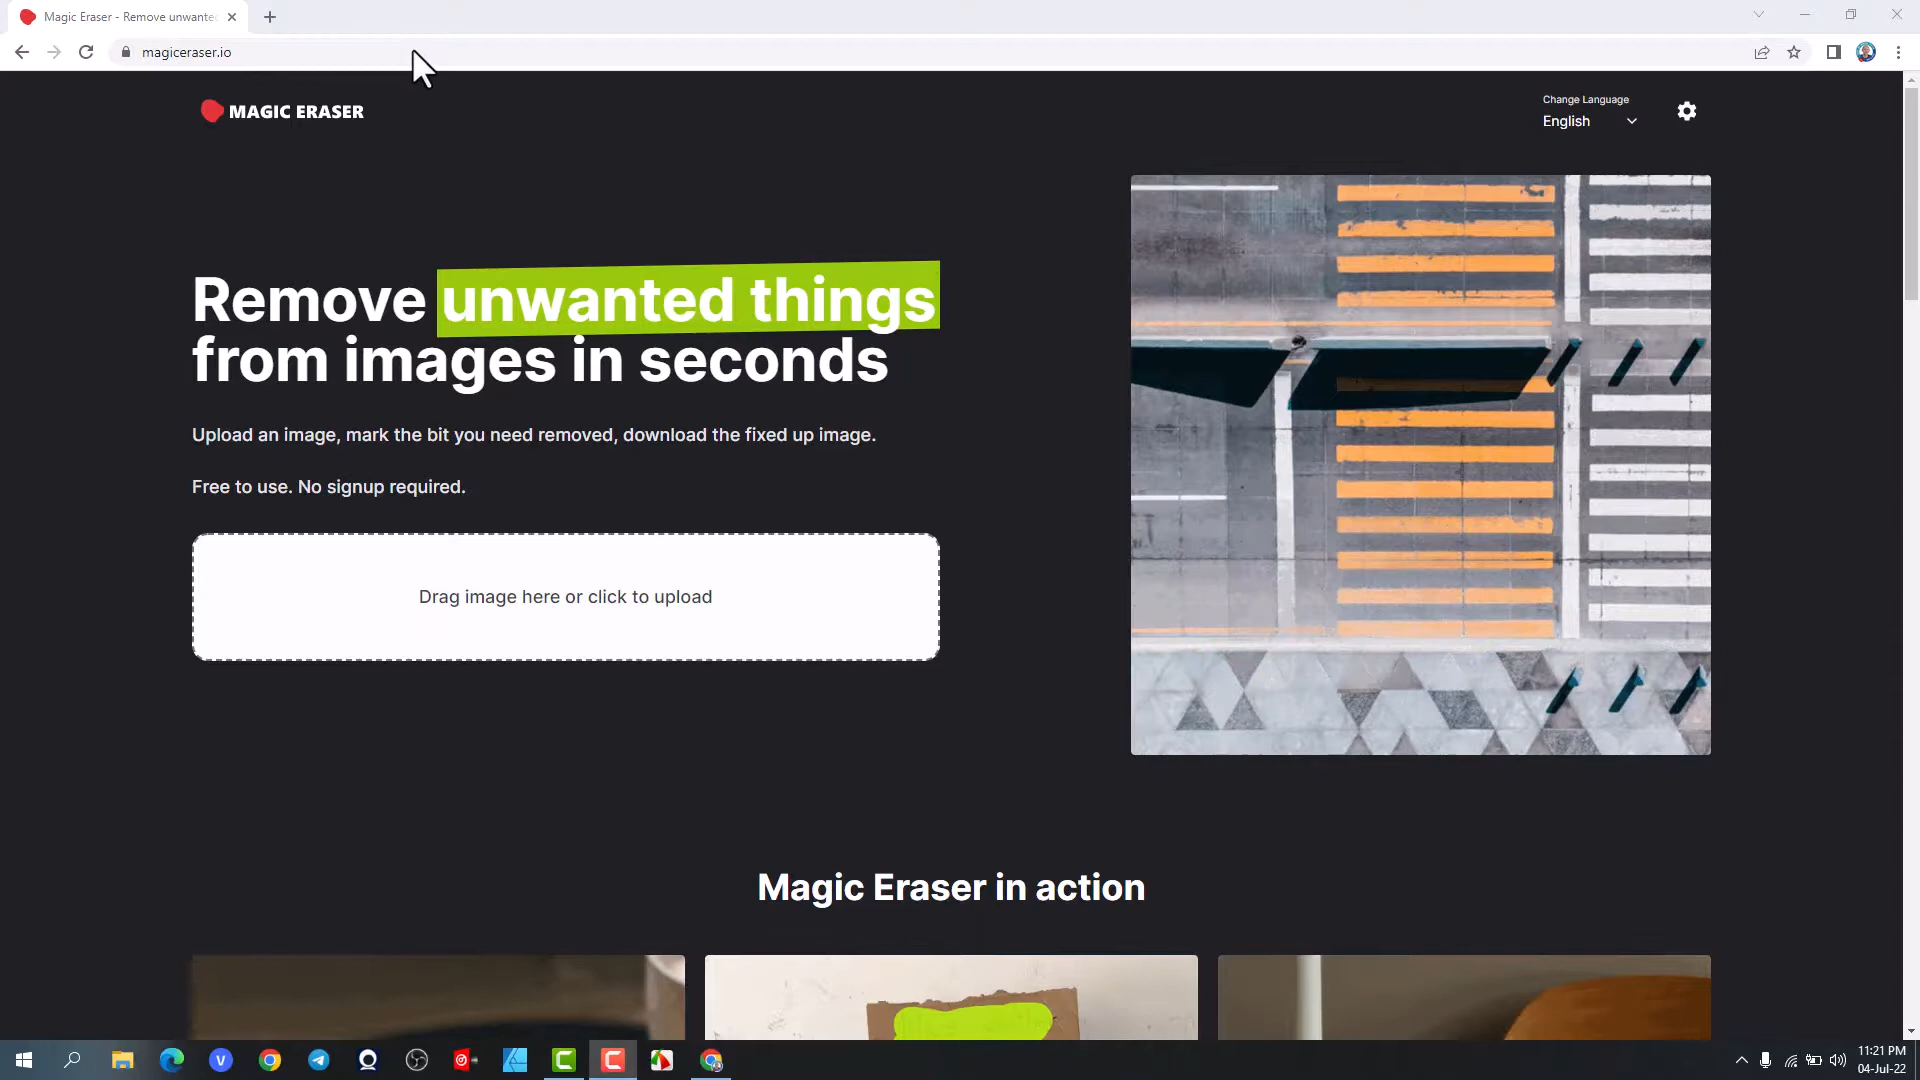 Magic Eraser - Remove unwante
magiceraser.io
MAGIC ERASER
Change Language
English
Remove unwanted things
from images in seconds
Upload an image, mark the bit you need removed, download the fixed up image.
Free to use. No signup required.
Drag image here or click to upload
Magic Eraser in action
11:21 PM
04-Jul-22